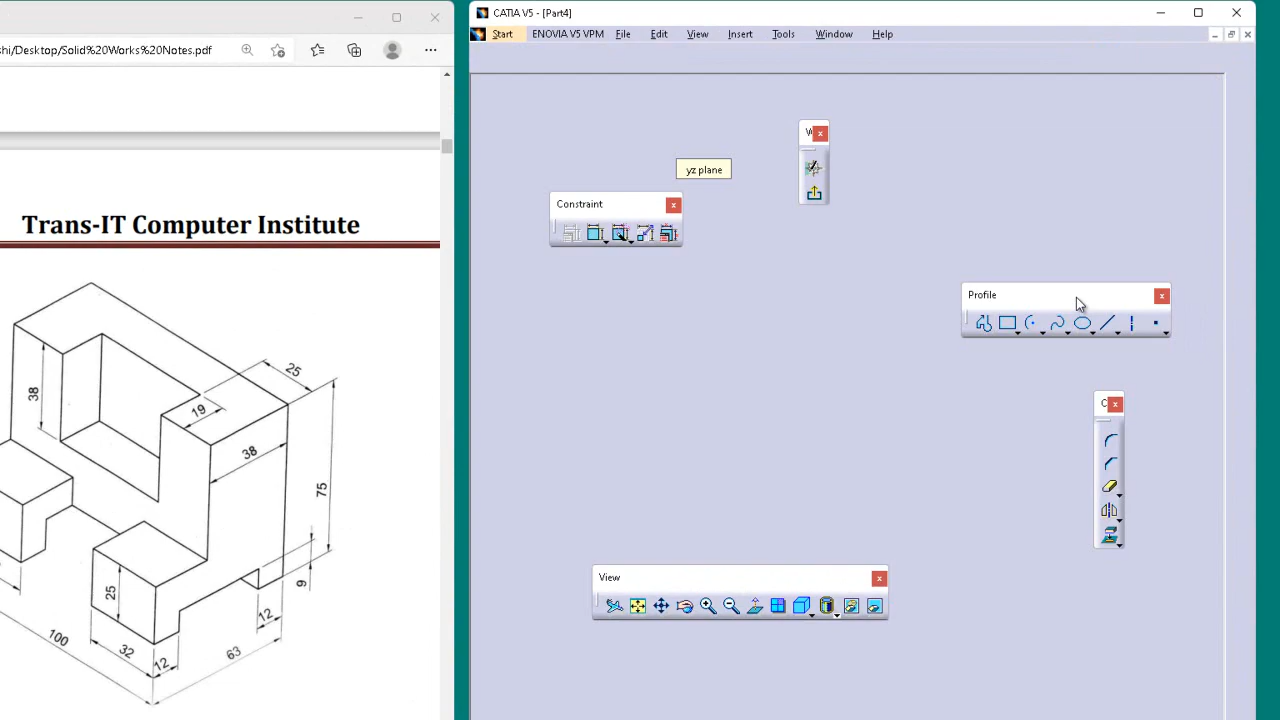 CATIA V5 - [Part4]
Start ENOVIA V5 VPM File Edit View Insert Tools Window Help
shi/Desktop/Solid%20Works%20Notes.pdf
yz plane
Constraint
Profile
C
View
Trans-IT Computer Institute
38
19
25
38
75
9
12
25
100
32
12
63